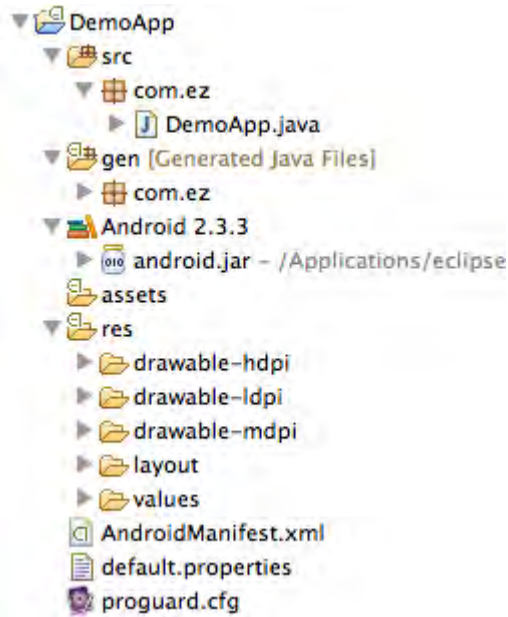 DemoApp
src
com.ez
DemoApp.java
gen [Generated Java Files]
com.ez
Android 2.3.3
android.jar - /Applications/eclipse
assets
res
drawable-hdpi
drawable-ldpi
drawable-mdpi
layout
values
AndroidManifest.xml
default.properties
proguard.cfg